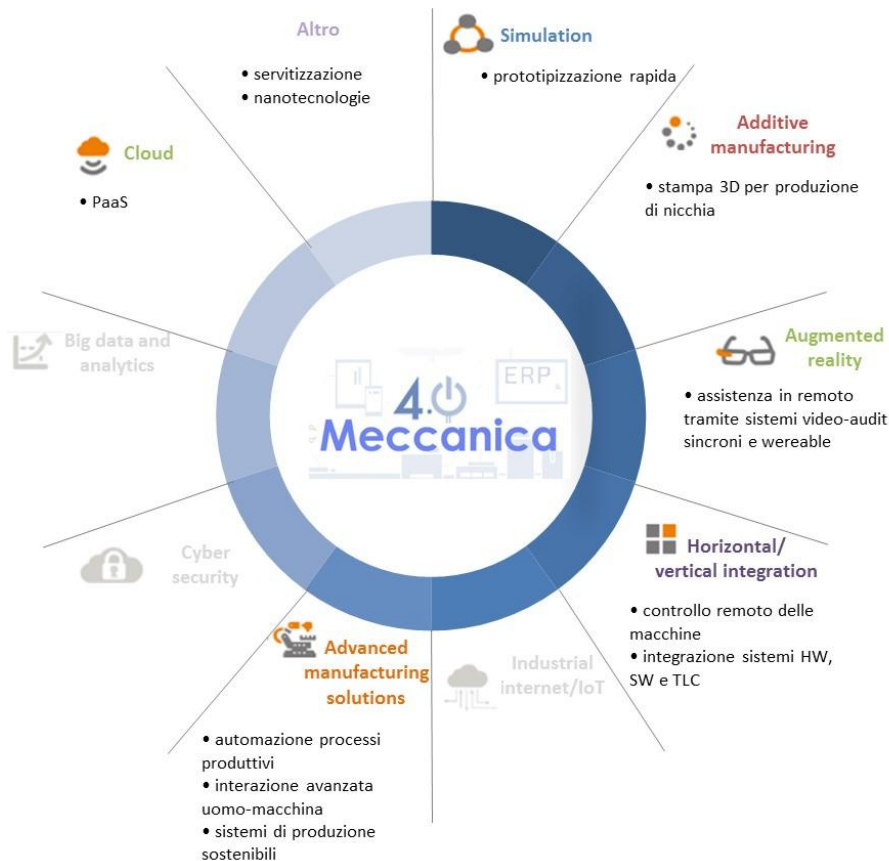 Altro
• servitizzazione
• nanotecnologie
Simulation
• prototipizzazione rapida
Additive
manufacturing
• stampa 3D per produzione
di nicchia
Augmented
reality
• assistenza in remoto
tramite sistemi video-audit
sincroni e wereable
Horizontal/
vertical integration
• controllo remoto delle
macchine
• integrazione sistemi HW,
SW e TLC
Industrial
internet/IoT
Advanced
manufacturing
solutions
• automazione processi
produttivi
• interazione avanzata
uomo-macchina
• sistemi di produzione
sostenibili
Cyber
security
Big data and
analytics
Cloud
• PaaS
ERP
4.0
Meccanica